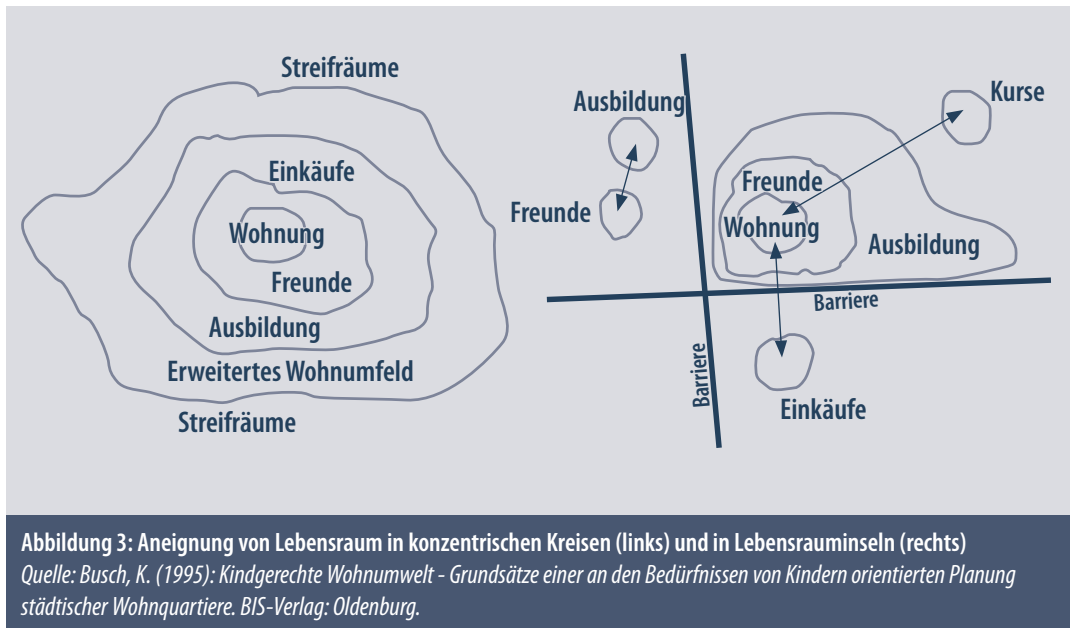 Streifräume
Einkäufe
Wohnung
Freunde
Ausbildung
Erweitertes Wohnumfeld
Streifräume
Ausbildung
Freunde
Kurse
Freunde
Wohnung
Ausbildung
Barriere
Barriere
Einkäufe
Abbildung 3: Aneignung von Lebensraum in konzentrischen Kreisen (links) und in Lebensrauminseln (rechts)
Quelle: Busch, K. (1995): Kindgerechte Wohnumwelt - Grundsätze einer an den Bedürfnissen von Kindern orientierten Planung
städtischer Wohnquartiere. BIS-Verlag: Oldenburg.